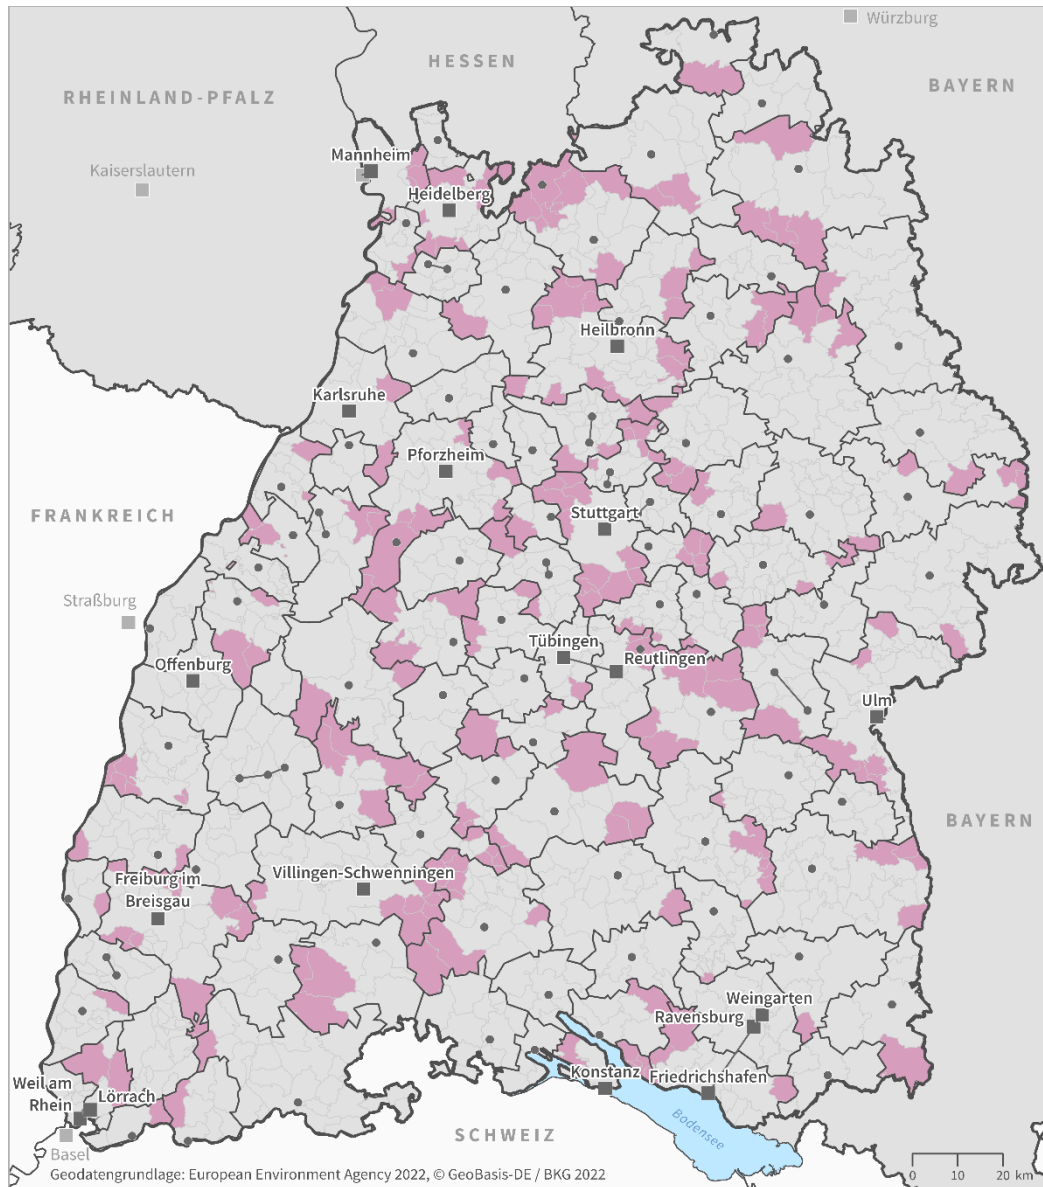 Würzburg
HESSEN
BAYERN
RHEINLAND-PFALZ
Mannheim
Kaiserslautern
Heidelberg
Heilbronn
Karlsruhe
Pforzheim
FRANKREICH
Stuttgart
Straßburg
Tübingen
Reutlingen
Offenburg
Ulm
BAYERN
Villingen-Schwenningen
Freiburg im
Breisgau
Weingarten
Ravensburg
Konstanz
Friedrichshafen
Weil am
Rhein
Lörrach
Bodensee
SCHWEIZ
Basel
Geodatengrundlage: European Environment Agency 2022, © GeoBasis-DE / BKG 2022
0 10 20 km